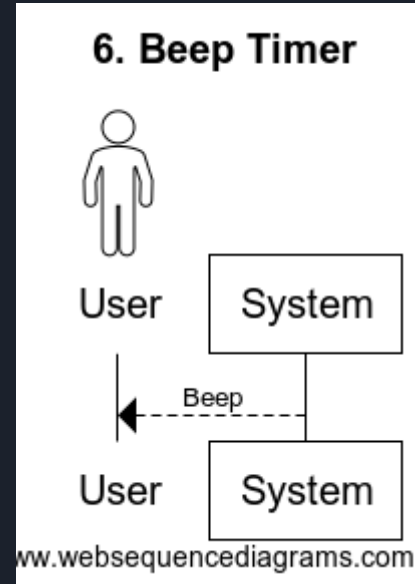 6. Beep Timer
User System
Beep
User System
ww.websequencediagrams.com